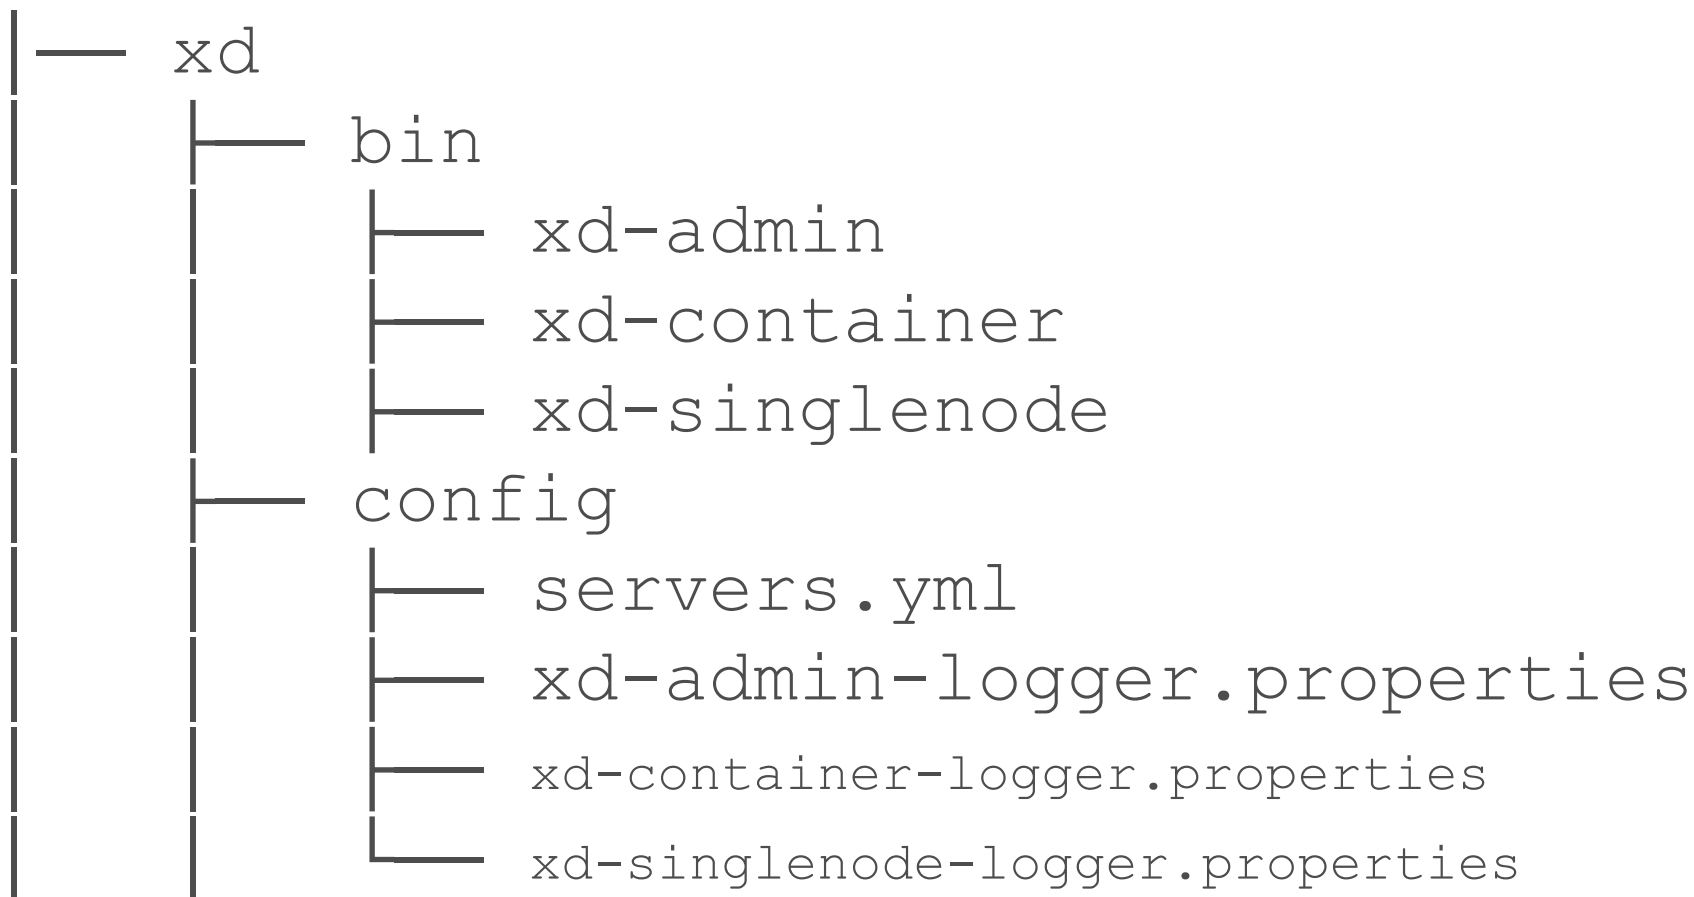 xd
bin
xd-admin
xd-container
xd-singlenode
config
servers.yml
xd-admin-logger.properties
xd-container-logger.properties
xd-singlenode-logger.properties